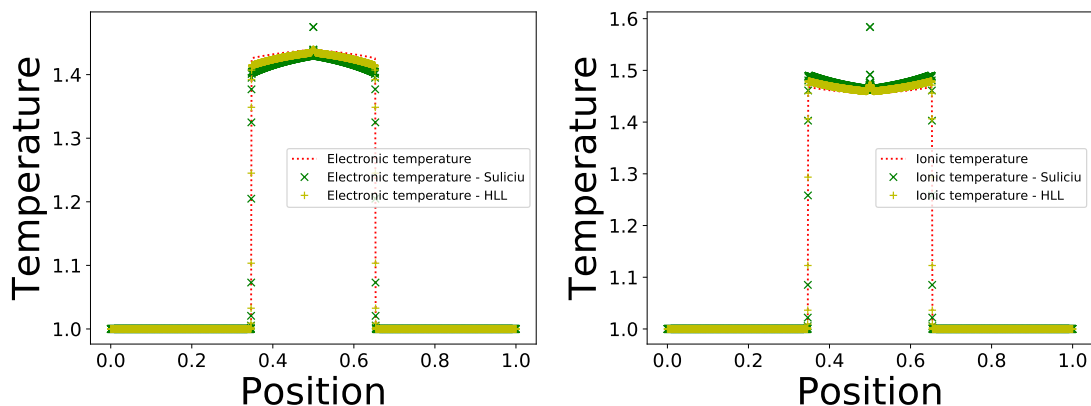 Temperature
1.4
1.3
1.2
1.1
1.0
Electronic temperature
Electronic temperature - Suliciu
Electronic temperature - HLL
0.0 0.2 0.4 0.6 0.8 1.0
Position
Temperature
1.6
1.5
1.4
1.3
1.2
1.1
1.0
Ionic temperature
Ionic temperature - Suliciu
Ionic temperature - HLL
0.0 0.2 0.4 0.6 0.8 1.0
Position